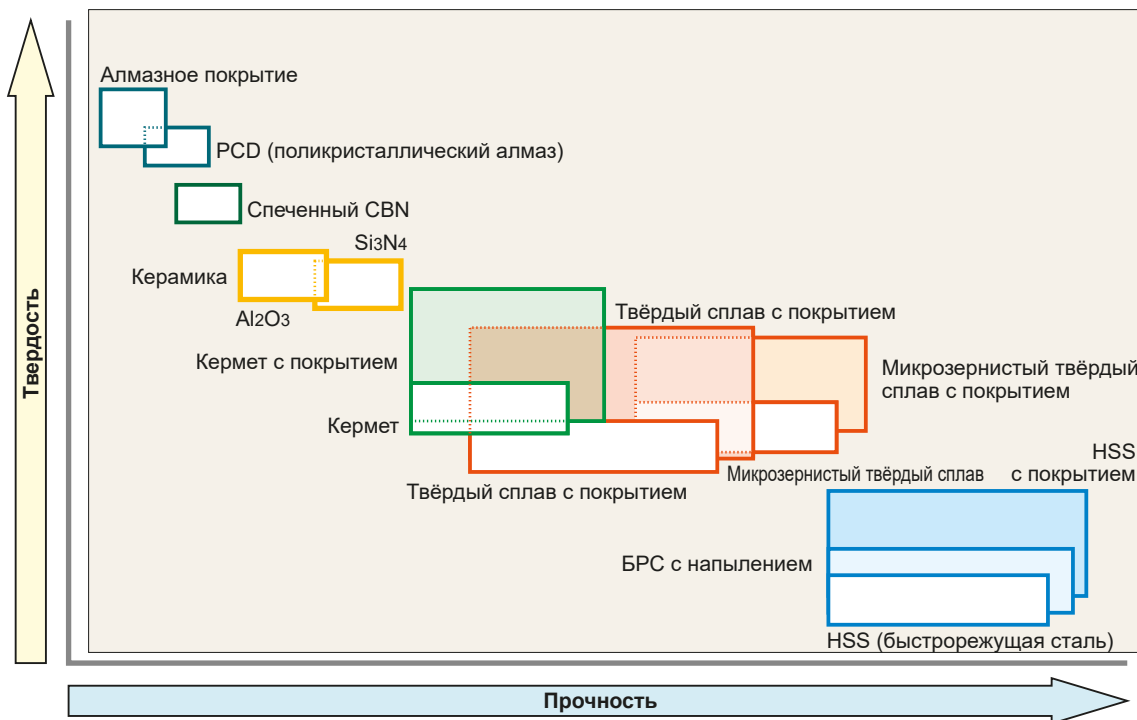 Алмазное покрытие
PCD (поликристаллический алмаз)
Спеченный CBN
Si3N4
Керамика
Al2O3
Твёрдый сплав с покрытием
Кермет с покрытием
Микрозернистый твёрдый
сплав с покрытием
Кермет
HSS
с покрытием
Микрозернистый твёрдый сплав
Твёрдый сплав с покрытием
БРС с напылением
HSS (быстрорежущая сталь)
Твердость
Прочность